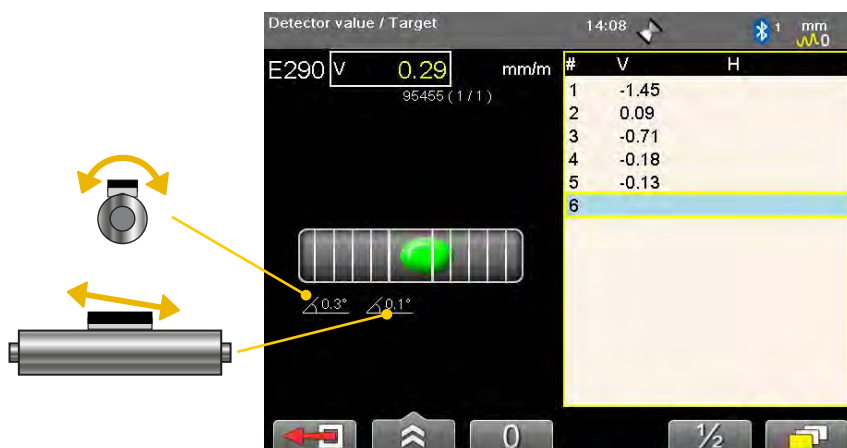 Detector value / Target 14:08 1 mm
0
E290 V 0.29 mm/m
95455 ( 1 / 1 )
# V H
1 -1.45
2 0.09
3 -0.71
4 -0.18
5 -0.13
6
0.3° 0.1°
0 ½